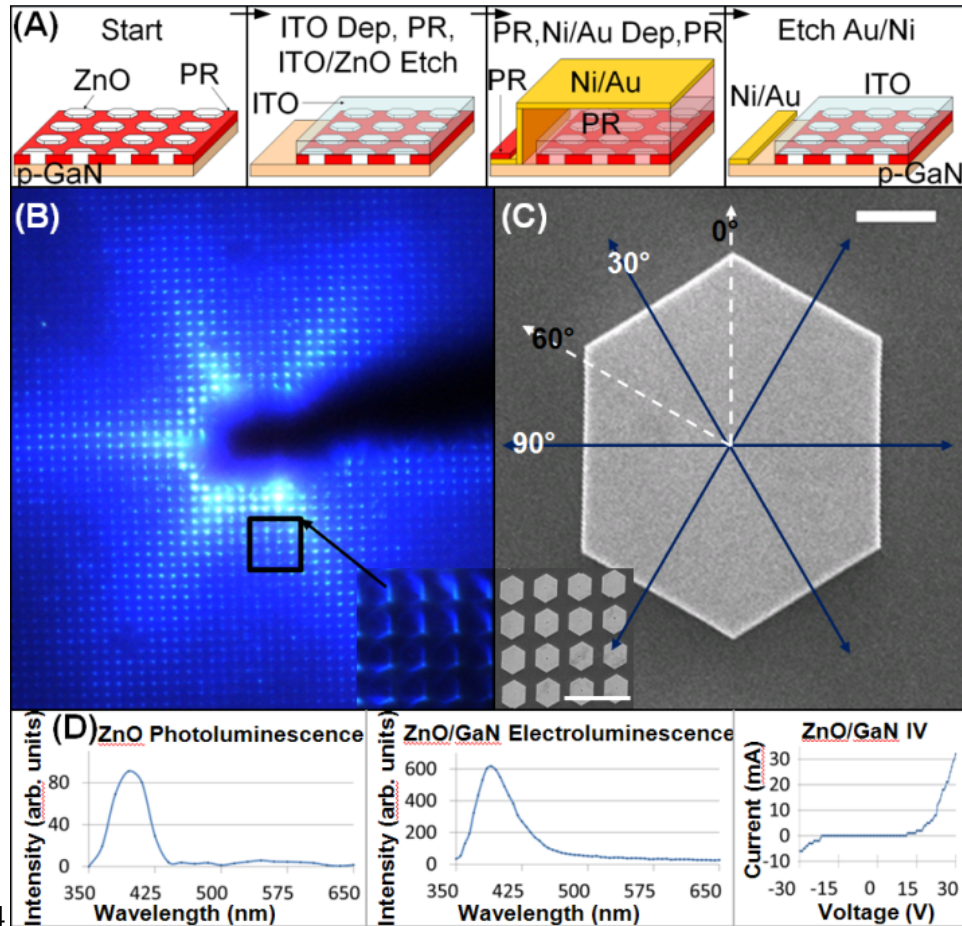 (A)
Start
ZnO
PR
p-GaN
ITO Dep, PR,
ITO/ZnO Etch
ITO
PR,Ni/Au Dep,PR
PR
Ni/Au
PR
Etch Au/Ni
Ni/Au
ITO
p-GaN
(B)
(C)
0°
30°
60°
90°
(D)
ZnO Photoluminescence
Intensity (arb. units)
80
40
0
350
425
500
575
650
Wavelength (nm)
ZnO/GaN Electroluminescence
Intensity (arb. units)
600
400
200
0
350
425
500
575
650
Wavelength (nm)
ZnO/GaN IV
Current (mA)
30
20
10
0
-10
-30
-15
0
15
30
Voltage (V)